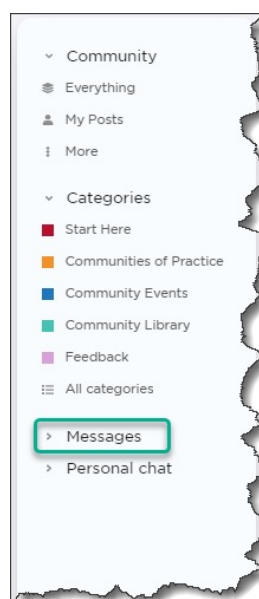 Community
Everything
My Posts
More
Categories
Start Here
Communities of Practice
Community Events
Community Library
Feedback
All categories
Messages
Personal chat